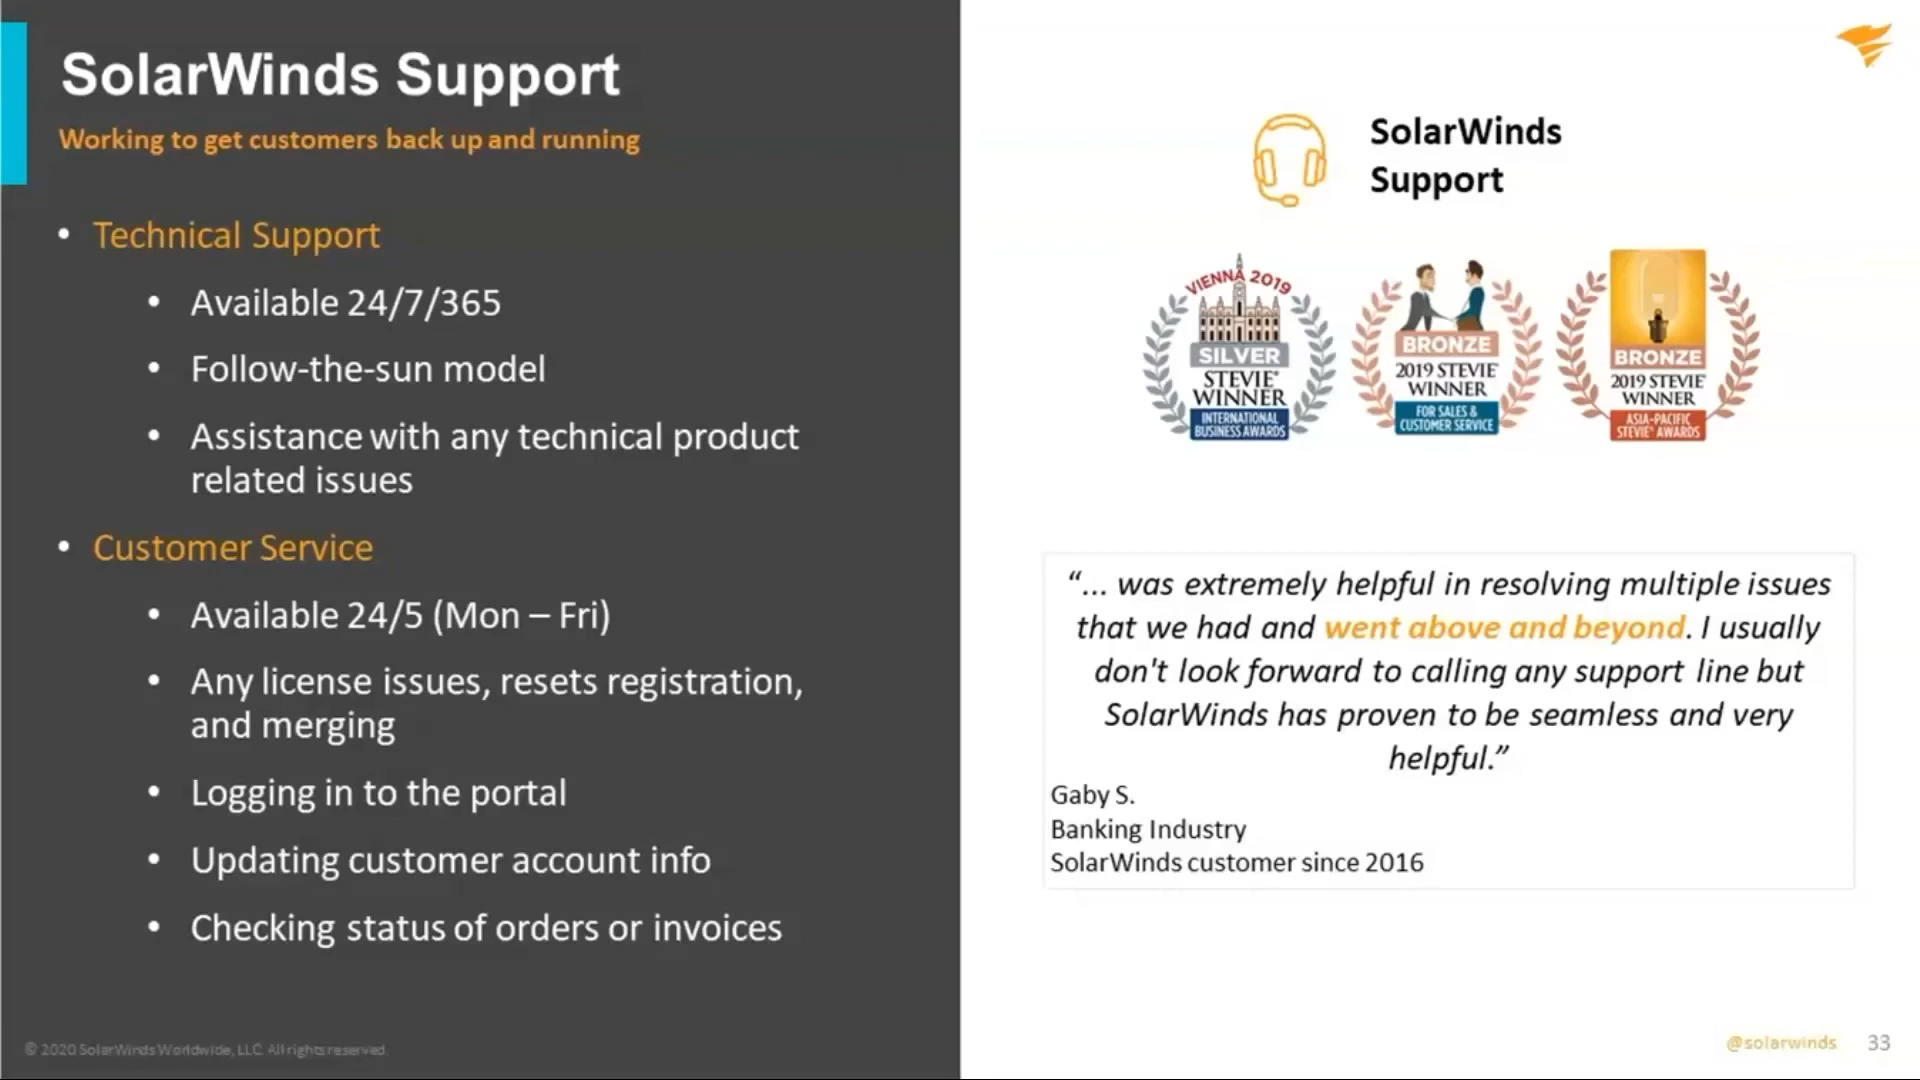 SolarWinds Support
Working to get customers back up and running
• Technical Support
• Available 24/7/365
• Follow-the-sun model
• Assistance with any technical product
related issues
• Customer Service
• Available 24/5 (Mon – Fri)
• Any license issues, resets registration,
and merging
• Logging in to the portal
• Updating customer account info
• Checking status of orders or invoices
© 2020 SolarWinds Worldwide, LLC. All rights reserved.
SolarWinds
Support
VIENNA 2019
SILVER
STEVIE®
WINNER
INTERNATIONAL
BUSINESS AWARDS
BRONZE
2019 STEVIE®
WINNER
FOR SALES &
CUSTOMER SERVICE
BRONZE
2019 STEVIE®
WINNER
ASIA-PACIFIC
STEVIE® AWARDS
“... was extremely helpful in resolving multiple issues
that we had and went above and beyond. I usually
don't look forward to calling any support line but
SolarWinds has proven to be seamless and very
helpful.”
Gaby S.
Banking Industry
SolarWinds customer since 2016
@solarwinds 33